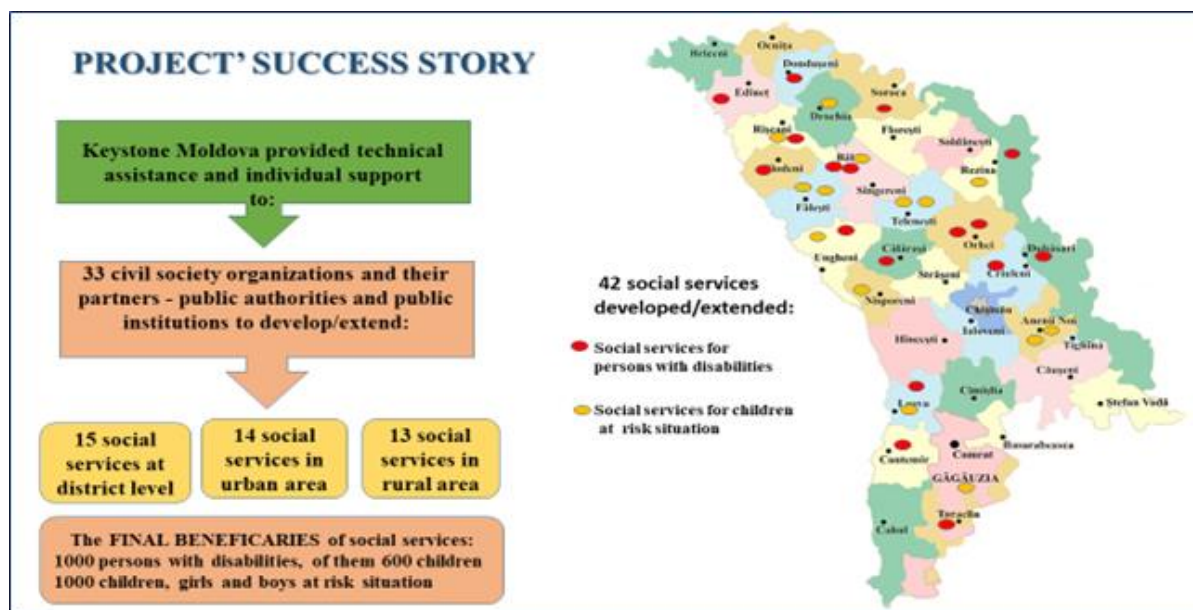 PROJECT' SUCCESS STORY
Keystone Moldova provided technical
assistance and individual support
to:
33 civil society organizations and their
partners - public authorities and public
institutions to develop/extend:
15 social
services at
district level
14 social
services in
urban area
13 social
services in
rural area
The FINAL BENEFICARIES of social services:
1000 persons with disabilities, of them 600 children
1000 children, girls and boys at risk situation
42 social services
developed/extended:
Social services for
persons with disabilities
Social services for children
at risk situation
Ocnița
Dondușeni
Edineț
Soroca
Drochia
Rîșcani
Florești
Șoldănești
Rezina
Sîngerei
Fălești
Telenești
Orhei
Ungheni
Călărași
Strășeni
Criuleni
Dubăsari
Nisporeni
Chișinău
Ialoveni
Anenii Noi
Tighina
Hîncești
Căușeni
Cimișlia
Ștefan Vodă
Basarabeasca
Cantemir
Comrat
GĂGĂUZIA
Taraclia
Cahul